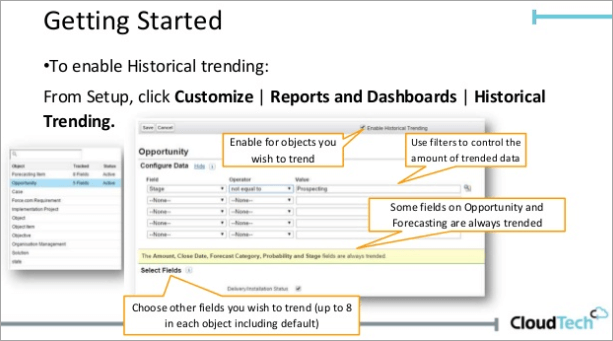 Getting Started
•To enable Historical trending:
From Setup, click Customize | Reports and Dashboards | Historical
Trending.
Save Cancel
Enable Historical Trending
Enable for objects you
wish to trend
Use filters to control the
amount of trended data
Opportunity
Configure Data Hide
Field Operator Value
Stage not equal to Prospecting
--None-- --None--
--None-- --None--
--None-- --None--
--None-- --None--
Some fields on Opportunity and
Forecasting are always trended
The Amount, Close Date, Forecast Category, Probability and Stage fields are always trended.
Select Fields
Delivery/Installation Status
Choose other fields you wish to trend (up to 8
in each object including default)
Object Tracked Status
Forecasting Item 6 Fields Active
Opportunity 5 Fields Active
Case
Force.com Requirement
Implementation Project
Object
Object Item
Objective
Organisation Management
Solution
CloudTech